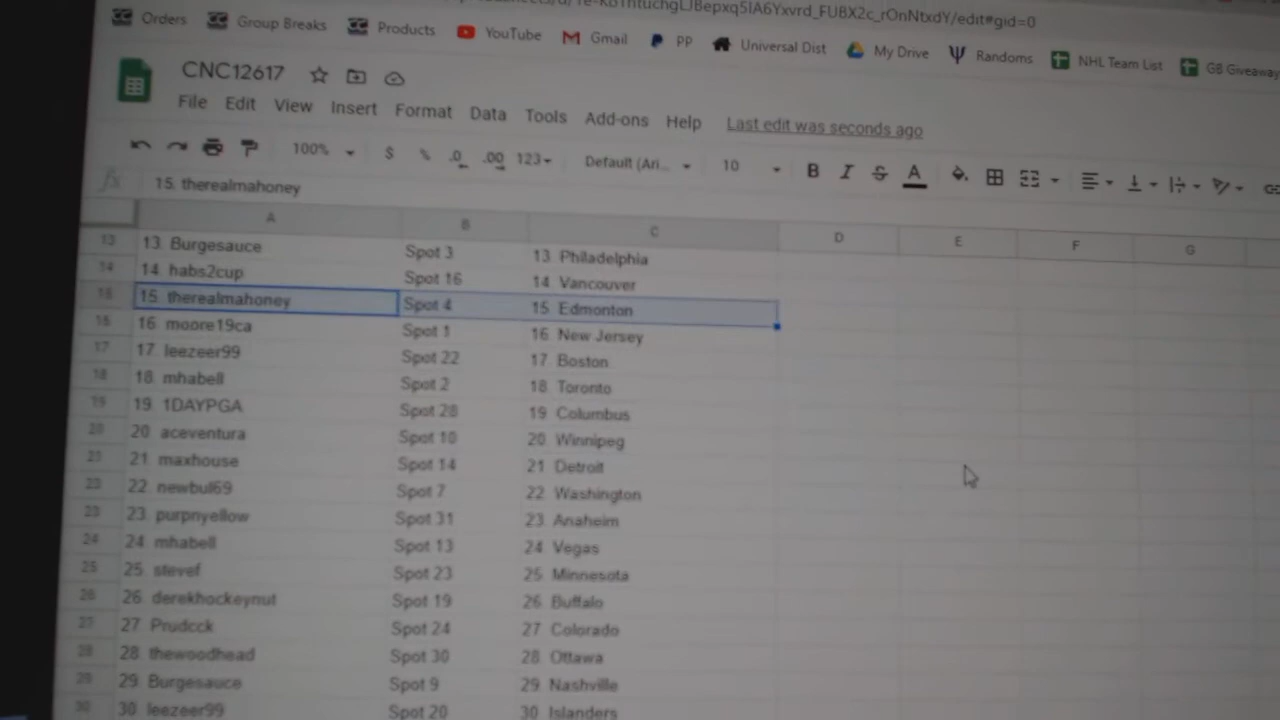 /edit#gid=0
Orders Group Breaks Products YouTube Gmail PP Universal Dist My Drive Randoms NHL Team List GB Giveaway
CNC12617
File Edit View Insert Format Data Tools Add-ons Help Last edit was seconds ago
100% $ % .0 .00 123 Default (Ari... 10 B I S A
fx 15. therealmahoney
A B C D E F G
13 13. Burgesauce Spot 3 13. Philadelphia
14 14. habs2cup Spot 16 14. Vancouver
15 15. therealmahoney Spot 4 15. Edmonton
16 16. moore19ca Spot 1 16. New Jersey
17 17. leezeer99 Spot 22 17. Boston
18 18. mhabell Spot 2 18. Toronto
19 19. 1DAYPGA Spot 28 19. Columbus
20 20. aceventura Spot 10 20. Winnipeg
21 21. maxhouse Spot 14 21. Detroit
22 22. newbul69 Spot 7 22. Washington
23 23. purpnyellow Spot 31 23. Anaheim
24 24. mhabell Spot 13 24. Vegas
25 25. stevef Spot 23 25. Minnesota
26 26. derekhockeynut Spot 19 26. Buffalo
27 27. Prudcck Spot 24 27. Colorado
28 28. thewoodhead Spot 30 28. Ottawa
29 29. Burgesauce Spot 9 29. Nashville
30 30. leezeer99 Spot 20 30. Islanders